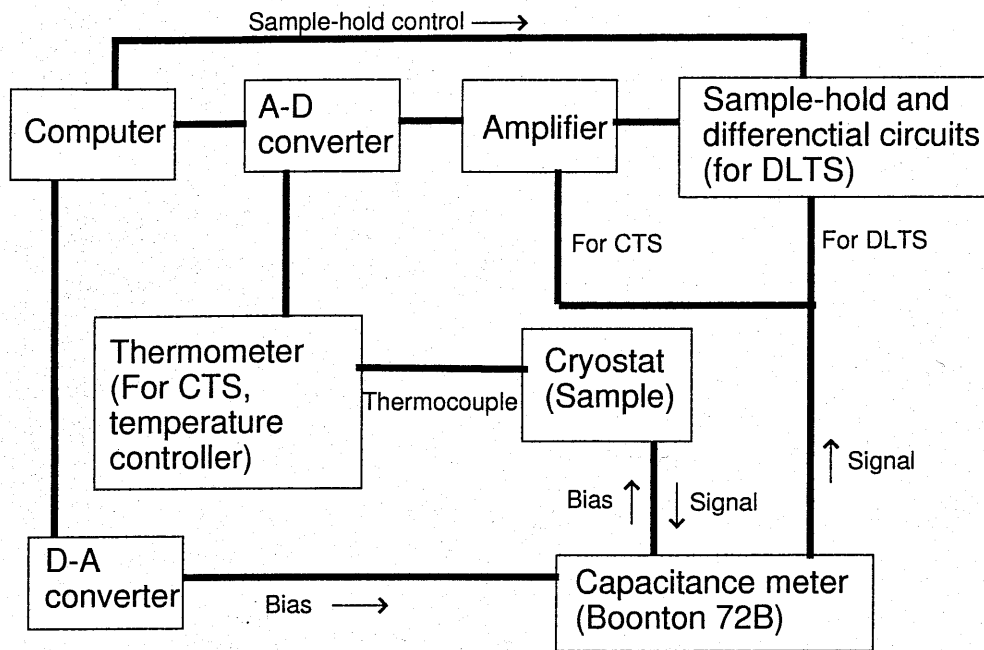 Sample-hold control
Computer
A-D
converter
Amplifier
Sample-hold and
differenctial circuits
(for DLTS)
For CTS
For DLTS
Thermometer
(For CTS,
temperature
controller)
Thermocouple
Cryostat
(Sample)
Bias
Signal
Signal
D-A
converter
Bias
Capacitance meter
(Boonton 72B)